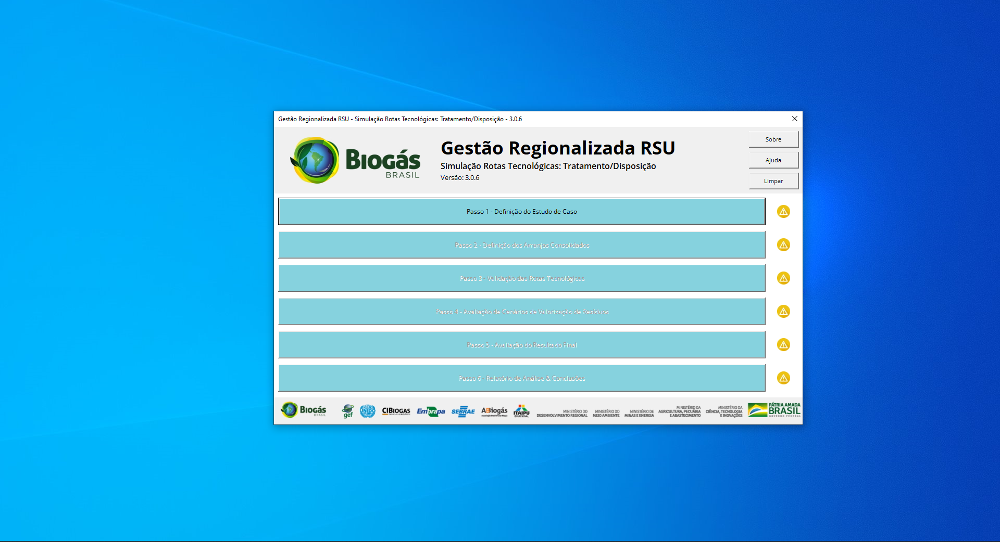 Gestão Regionalizada RSU - Simulação Rotas Tecnológicas: Tratamento/Disposição - 3.0.6
BIOGÁS
BRASIL
Gestão Regionalizada RSU
Simulação Rotas Tecnológicas: Tratamento/Disposição
Versão: 3.0.6
Sobre
Ajuda
Limpar
Passo 1 - Definição do Estudo de Caso
Passo 2 - Definição dos Arranjos Consolidados
Passo 3 - Validação das Rotas Tecnológicas
Passo 4 - Avaliação de Cenários de Valorização de Resíduos
Passo 5 - Avaliação do Resultado Final
Passo 6 - Relatório de Análise & Conclusões
BIOGÁS
BRASIL
gef
UNIDO
CIBIOGAS
Embrapa
SEBRAE
ABiogás
ITAIPU
BINACIONAL
MINISTÉRIO DO
DESENVOLVIMENTO REGIONAL
MINISTÉRIO DO
MEIO AMBIENTE
MINISTÉRIO DE
MINAS E ENERGIA
MINISTÉRIO DA
AGRICULTURA, PECUÁRIA
E ABASTECIMENTO
MINISTÉRIO DA
CIÊNCIA, TECNOLOGIA
E INOVAÇÕES
PÁTRIA AMADA
BRASIL
GOVERNO FEDERAL